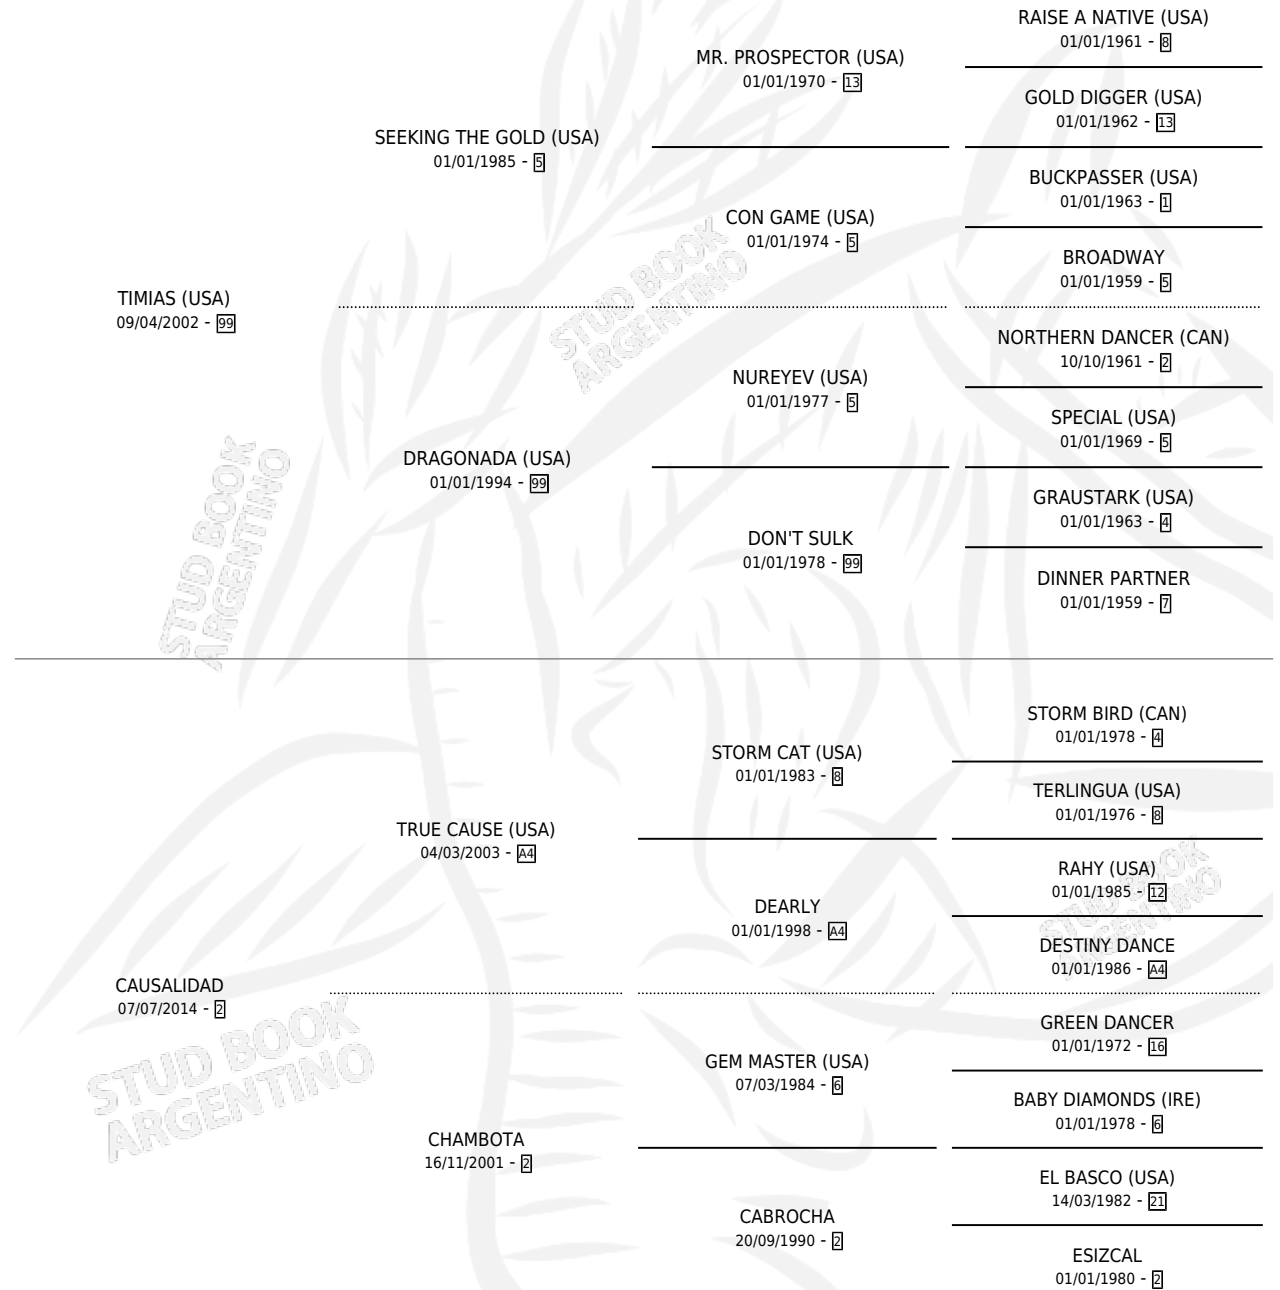 RAISE A NATIVE (USA)
01/01/1961 - 8
MR. PROSPECTOR (USA)
01/01/1970 - 13
GOLD DIGGER (USA)
01/01/1962 - 13
SEEKING THE GOLD (USA)
01/01/1985 - 5
BUCKPASSER (USA)
01/01/1963 - 1
CON GAME (USA)
01/01/1974 - 5
BROADWAY
01/01/1959 - 5
TIMIAS (USA)
09/04/2002 - 99
STUD BOOK
ARGENTINO
NORTHERN DANCER (CAN)
10/10/1961 - 2
NUREYEV (USA)
01/01/1977 - 5
SPECIAL (USA)
01/01/1969 - 5
DRAGONADA (USA)
01/01/1994 - 99
GRAUSTARK (USA)
01/01/1963 - 4
DON'T SULK
01/01/1978 - 99
DINNER PARTNER
01/01/1959 - 7
STUD BOOK
ARGENTINO
STORM BIRD (CAN)
01/01/1978 - 4
STORM CAT (USA)
01/01/1983 - 8
TERLINGUA (USA)
01/01/1976 - 8
TRUE CAUSE (USA)
04/03/2003 - A4
RAHY (USA)
01/01/1985 - 12
DEARLY
01/01/1998 - A4
STUD BOOK
ARGENTINO
DESTINY DANCE
01/01/1986 - A4
CAUSALIDAD
07/07/2014 - 2
STUD BOOK
ARGENTINO
GREEN DANCER
01/01/1972 - 16
GEM MASTER (USA)
07/03/1984 - 6
BABY DIAMONDS (IRE)
01/01/1978 - 6
CHAMBOTA
16/11/2001 - 2
EL BASCO (USA)
14/03/1982 - 21
CABROCHA
20/09/1990 - 2
ESIZCAL
01/01/1980 - 2